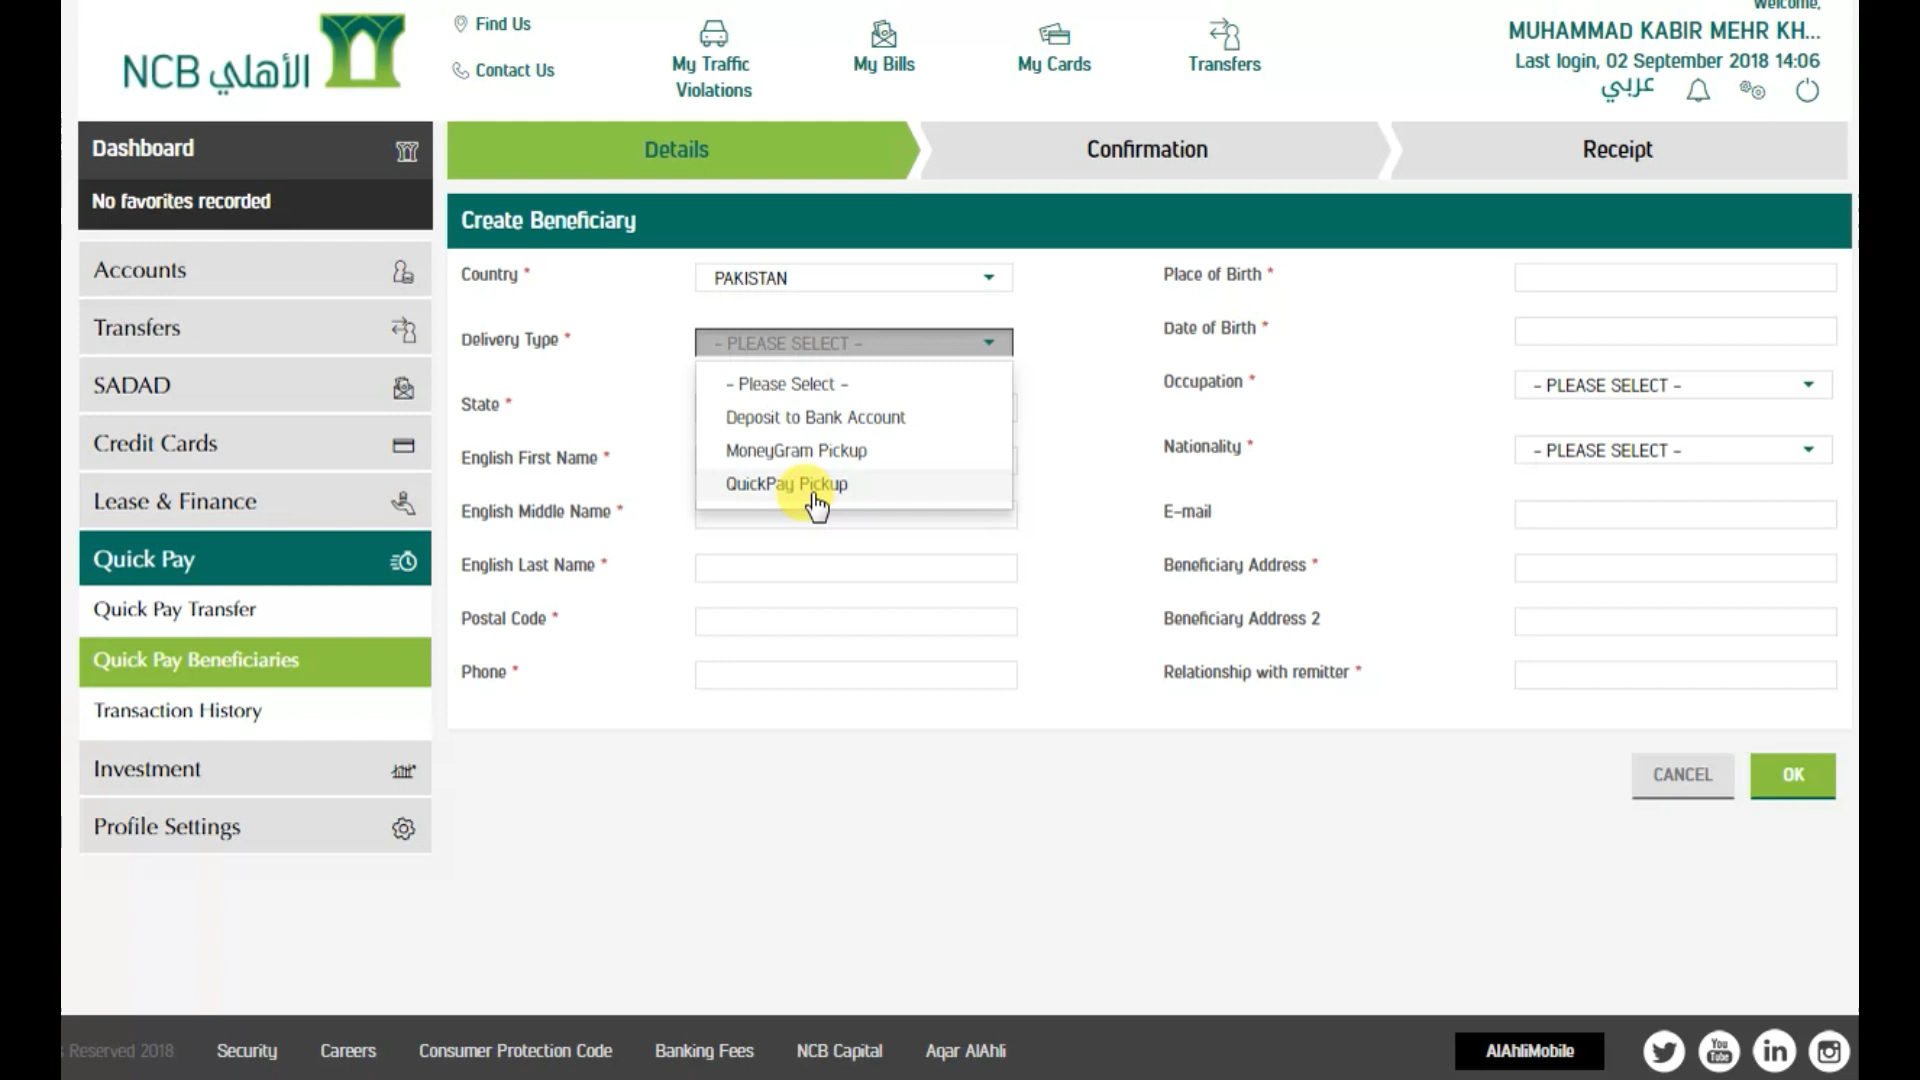 Welcome,
NCB الأهلي
Find Us
Contact Us
My Traffic
Violations
My Bills
My Cards
Transfers
MUHAMMAD KABIR MEHR KH...
Last login, 02 September 2018 14:06
عربي
Dashboard
No favorites recorded
Accounts
Transfers
SADAD
Credit Cards
Lease & Finance
Quick Pay
Quick Pay Transfer
Quick Pay Beneficiaries
Transaction History
Investment
Profile Settings
Details
Confirmation
Receipt
Create Beneficiary
Country *
PAKISTAN
Delivery Type *
- PLEASE SELECT -
- Please Select -
Deposit to Bank Account
MoneyGram Pickup
QuickPay Pickup
State *
English First Name *
English Middle Name *
English Last Name *
Postal Code *
Phone *
Place of Birth *
Date of Birth *
Occupation *
- PLEASE SELECT -
Nationality *
- PLEASE SELECT -
E-mail
Beneficiary Address *
Beneficiary Address 2
Relationship with remitter *
CANCEL
OK
Reserved 2018
Security
Careers
Consumer Protection Code
Banking Fees
NCB Capital
Aqar AlAhli
AlAhliMobile
You
Tube
in